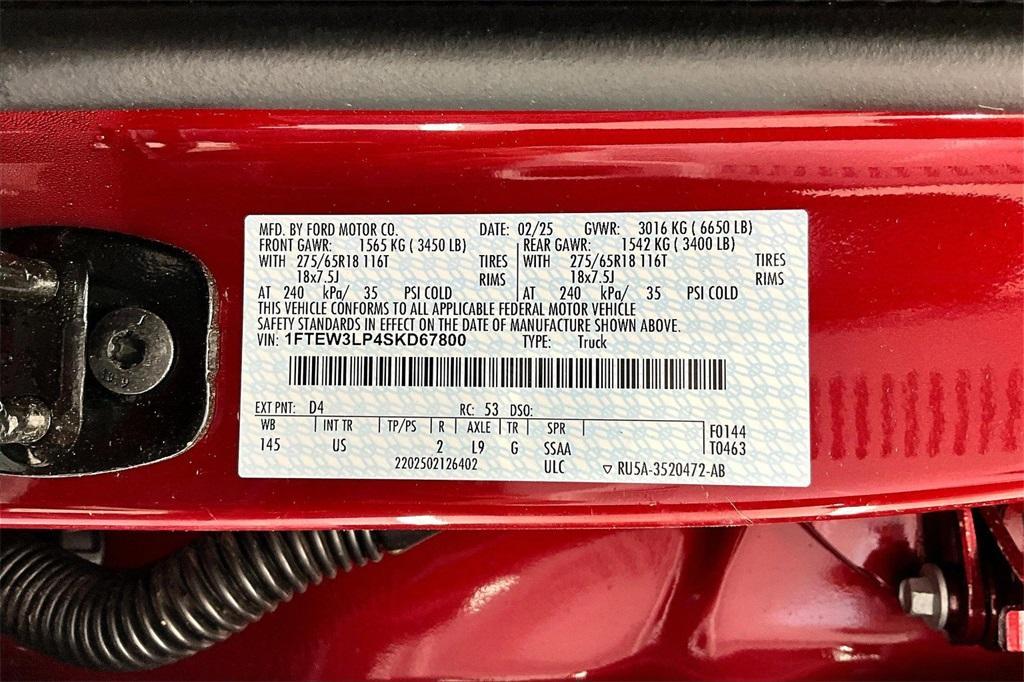 MFD. BY FORD MOTOR CO. DATE: 02/25 GVWR: 3016 KG ( 6650 LB)
FRONT GAWR: 1565 KG ( 3450 LB) REAR GAWR: 1542 KG ( 3400 LB)
WITH 275/65R18 116T TIRES WITH 275/65R18 116T TIRES
18x7.5J RIMS 18x7.5J RIMS
AT 240 kPa/ 35 PSI COLD AT 240 kPa/ 35 PSI COLD
THIS VEHICLE CONFORMS TO ALL APPLICABLE FEDERAL MOTOR VEHICLE
SAFETY STANDARDS IN EFFECT ON THE DATE OF MANUFACTURE SHOWN ABOVE.
VIN: 1FTEW3LP4SKD67800 TYPE: Truck
EXT PNT: D4 RC: 53 DSO:
WB INT TR TP/PS R AXLE TR SPR F0144
145 US 2 L9 G SSAA T0463
2202502126402 ULC ▽ RU5A-3520472-AB